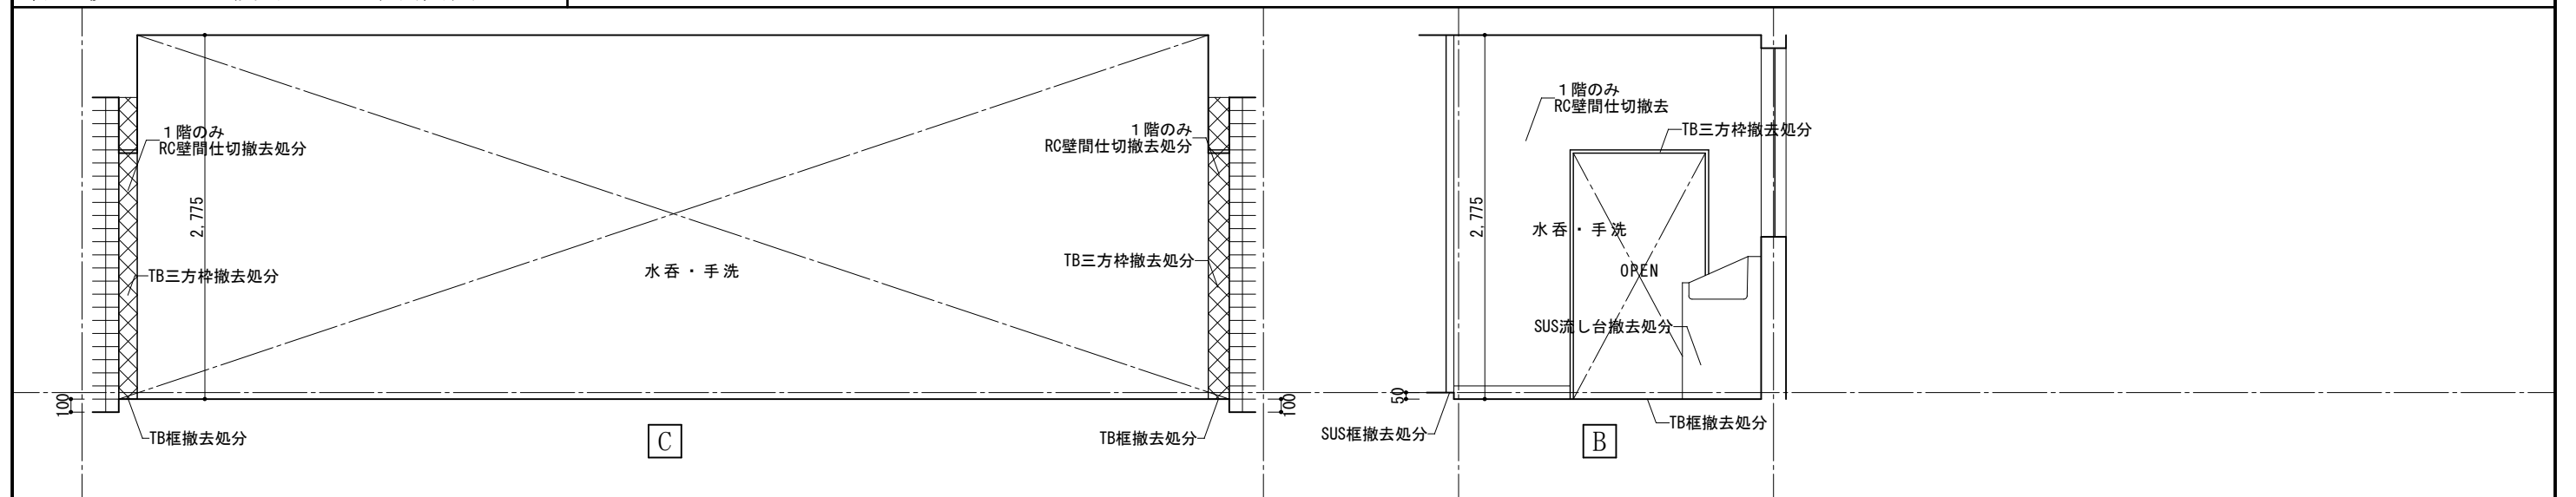 1階のみ
RC壁間仕切撤去処分
2,775
TB三方枠撤去処分
水呑・手洗
1階のみ
RC壁間仕切撤去処分
TB三方枠撤去処分
100
TB框撤去処分
C
TB框撤去処分
100
1階のみ
RC壁間仕切撤去
TB三方枠撤去処分
2,775
水呑・手洗
OPEN
SUS流し台撤去処分
50
SUS框撤去処分
B
TB框撤去処分